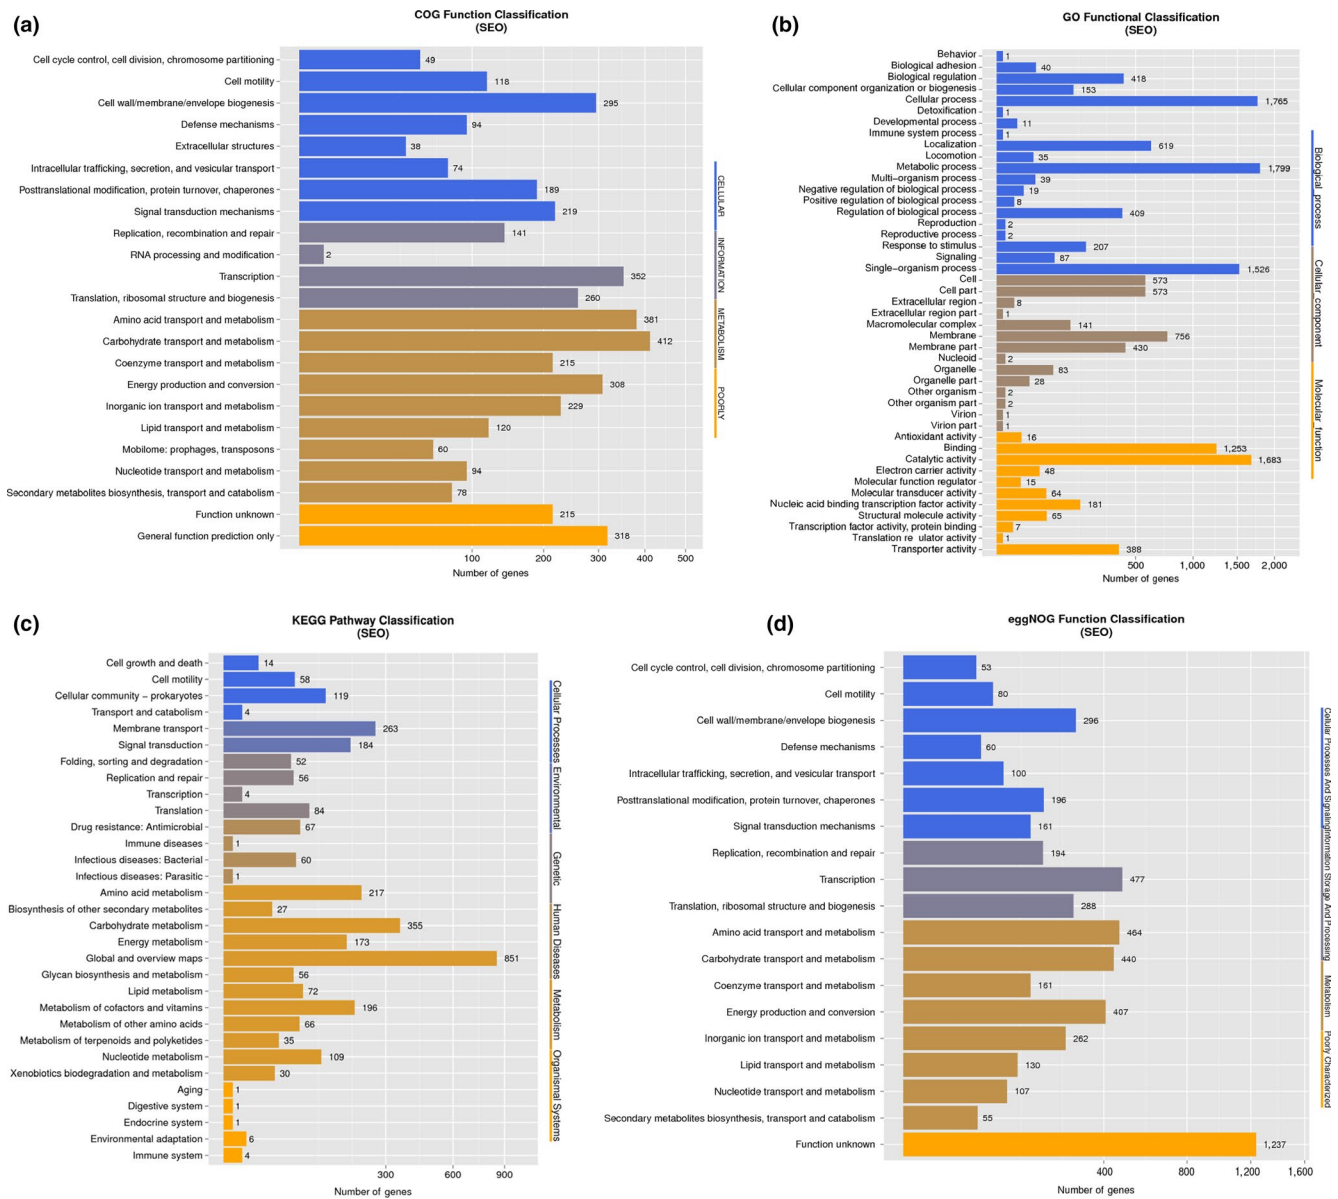 (a)
COG Function Classification
(SEO)
Cell cycle control, cell division, chromosome partitioning 49
Cell motility 118
Cell wall/membrane/envelope biogenesis 295
Defense mechanisms 94
Extracellular structures 38
Intracellular trafficking, secretion, and vesicular transport 74
Posttranslational modification, protein turnover, chaperones 189
Signal transduction mechanisms 219
Replication, recombination and repair 141
RNA processing and modification 2
Transcription 352
Translation, ribosomal structure and biogenesis 260
Amino acid transport and metabolism 381
Carbohydrate transport and metabolism 412
Coenzyme transport and metabolism 215
Energy production and conversion 308
Inorganic ion transport and metabolism 229
Lipid transport and metabolism 120
Mobilome: prophages, transposons 60
Nucleotide transport and metabolism 94
Secondary metabolites biosynthesis, transport and catabolism 78
Function unknown 215
General function prediction only 318
100 200 300 400 500
Number of genes
CELLULAR
INFORMATION
METABOLISM
POORLY
(b)
GO Functional Classification
(SEO)
Behavior 1
Biological adhesion 40
Biological regulation 418
Cellular component organization or biogenesis 153
Cellular process 1,765
Detoxification 1
Developmental process 11
Immune system process 1
Localization 619
Locomotion 35
Metabolic process 1,799
Multi−organism process 39
Negative regulation of biological process 19
Positive regulation of biological process 8
Regulation of biological process 409
Reproduction 2
Reproductive process 2
Response to stimulus 207
Signaling 87
Single−organism process 1,526
Cell 573
Cell part 573
Extracellular region 8
Extracellular region part 1
Macromolecular complex 141
Membrane 756
Membrane part 430
Nucleoid 2
Organelle 83
Organelle part 28
Other organism 2
Other organism part 2
Virion 1
Virion part 1
Antioxidant activity 16
Binding 1,253
Catalytic activity 1,683
Electron carrier activity 48
Molecular function regulator 15
Molecular transducer activity 64
Nucleic acid binding transcription factor activity 181
Structural molecule activity 65
Transcription factor activity, protein binding 7
Translation re ulator activity 1
Transporter activity 388
500 1,000 1,500 2,000
Number of genes
Biological_process
Cellular_component
Molecular_function
(c)
KEGG Pathway Classification
(SEO)
Cell growth and death 14
Cell motility 58
Cellular community − prokaryotes 119
Transport and catabolism 4
Membrane transport 263
Signal transduction 184
Folding, sorting and degradation 52
Replication and repair 56
Transcription 4
Translation 84
Drug resistance: Antimicrobial 67
Immune diseases 1
Infectious diseases: Bacterial 60
Infectious diseases: Parasitic 1
Amino acid metabolism 217
Biosynthesis of other secondary metabolites 27
Carbohydrate metabolism 355
Energy metabolism 173
Global and overview maps 851
Glycan biosynthesis and metabolism 56
Lipid metabolism 72
Metabolism of cofactors and vitamins 196
Metabolism of other amino acids 66
Metabolism of terpenoids and polyketides 35
Nucleotide metabolism 109
Xenobiotics biodegradation and metabolism 30
Aging 1
Digestive system 1
Endocrine system 1
Environmental adaptation 6
Immune system 4
300 600 900
Number of genes
Cellular Processes
Environmental
Genetic
Human Diseases
Metabolism
Organismal Systems
(d)
eggNOG Function Classification
(SEO)
Cell cycle control, cell division, chromosome partitioning 53
Cell motility 80
Cell wall/membrane/envelope biogenesis 296
Defense mechanisms 60
Intracellular trafficking, secretion, and vesicular transport 100
Posttranslational modification, protein turnover, chaperones 196
Signal transduction mechanisms 161
Replication, recombination and repair 194
Transcription 477
Translation, ribosomal structure and biogenesis 288
Amino acid transport and metabolism 464
Carbohydrate transport and metabolism 440
Coenzyme transport and metabolism 161
Energy production and conversion 407
Inorganic ion transport and metabolism 262
Lipid transport and metabolism 130
Nucleotide transport and metabolism 107
Secondary metabolites biosynthesis, transport and catabolism 55
Function unknown 1,237
400 800 1,200 1,600
Number of genes
Cellular Processes And Signaling
Information Storage And Processing
Metabolism
Poorly Characterized